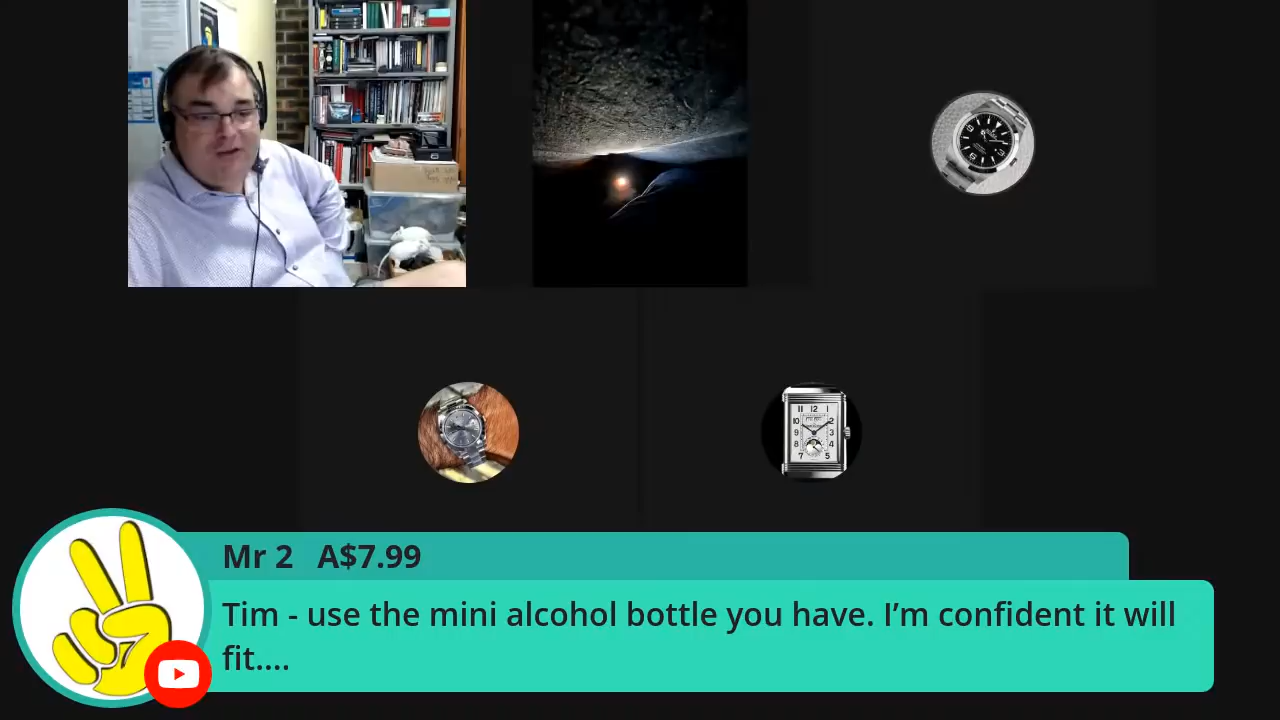 Mr 2 A$7.99
Tim - use the mini alcohol bottle you have. I’m confident it will
fit....